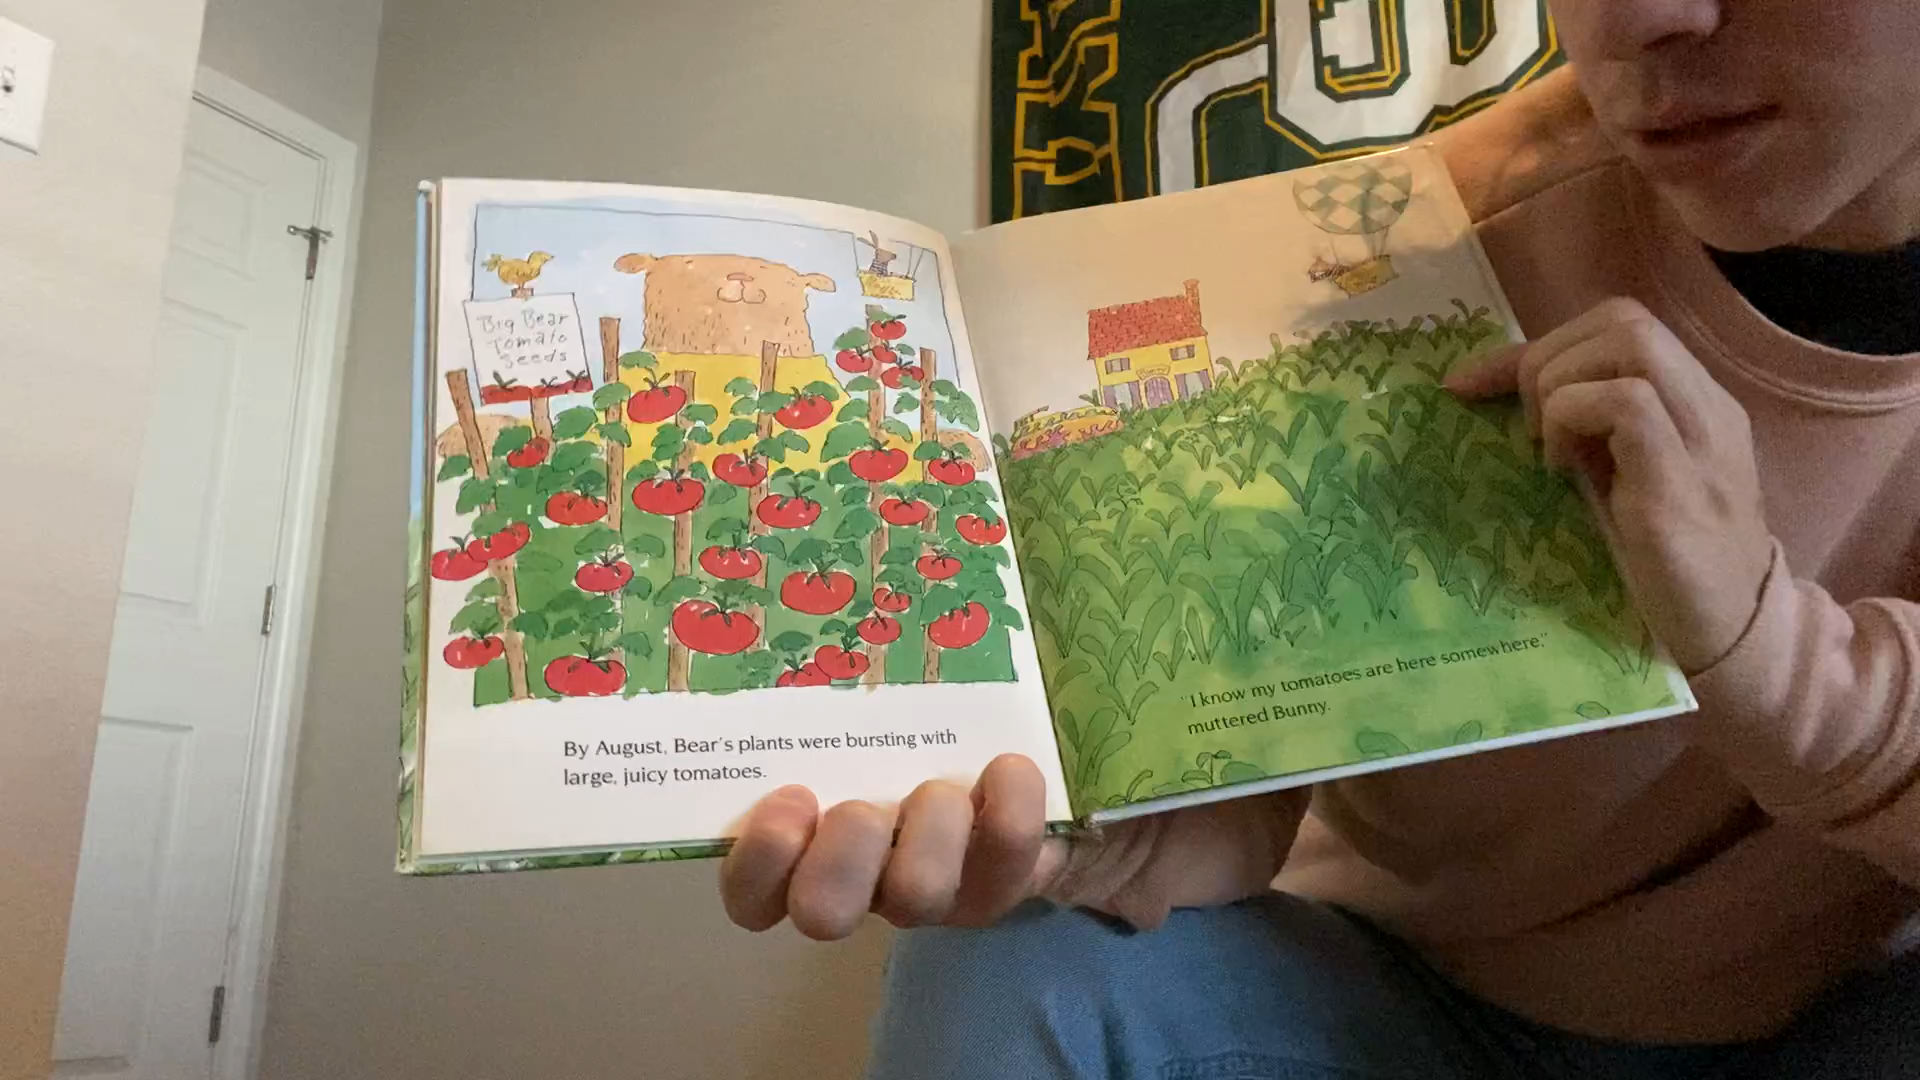 Big Bear
Tomato
Seeds
By August, Bear's plants were bursting with
large, juicy tomatoes.
"I know my tomatoes are here somewhere,"
muttered Bunny.